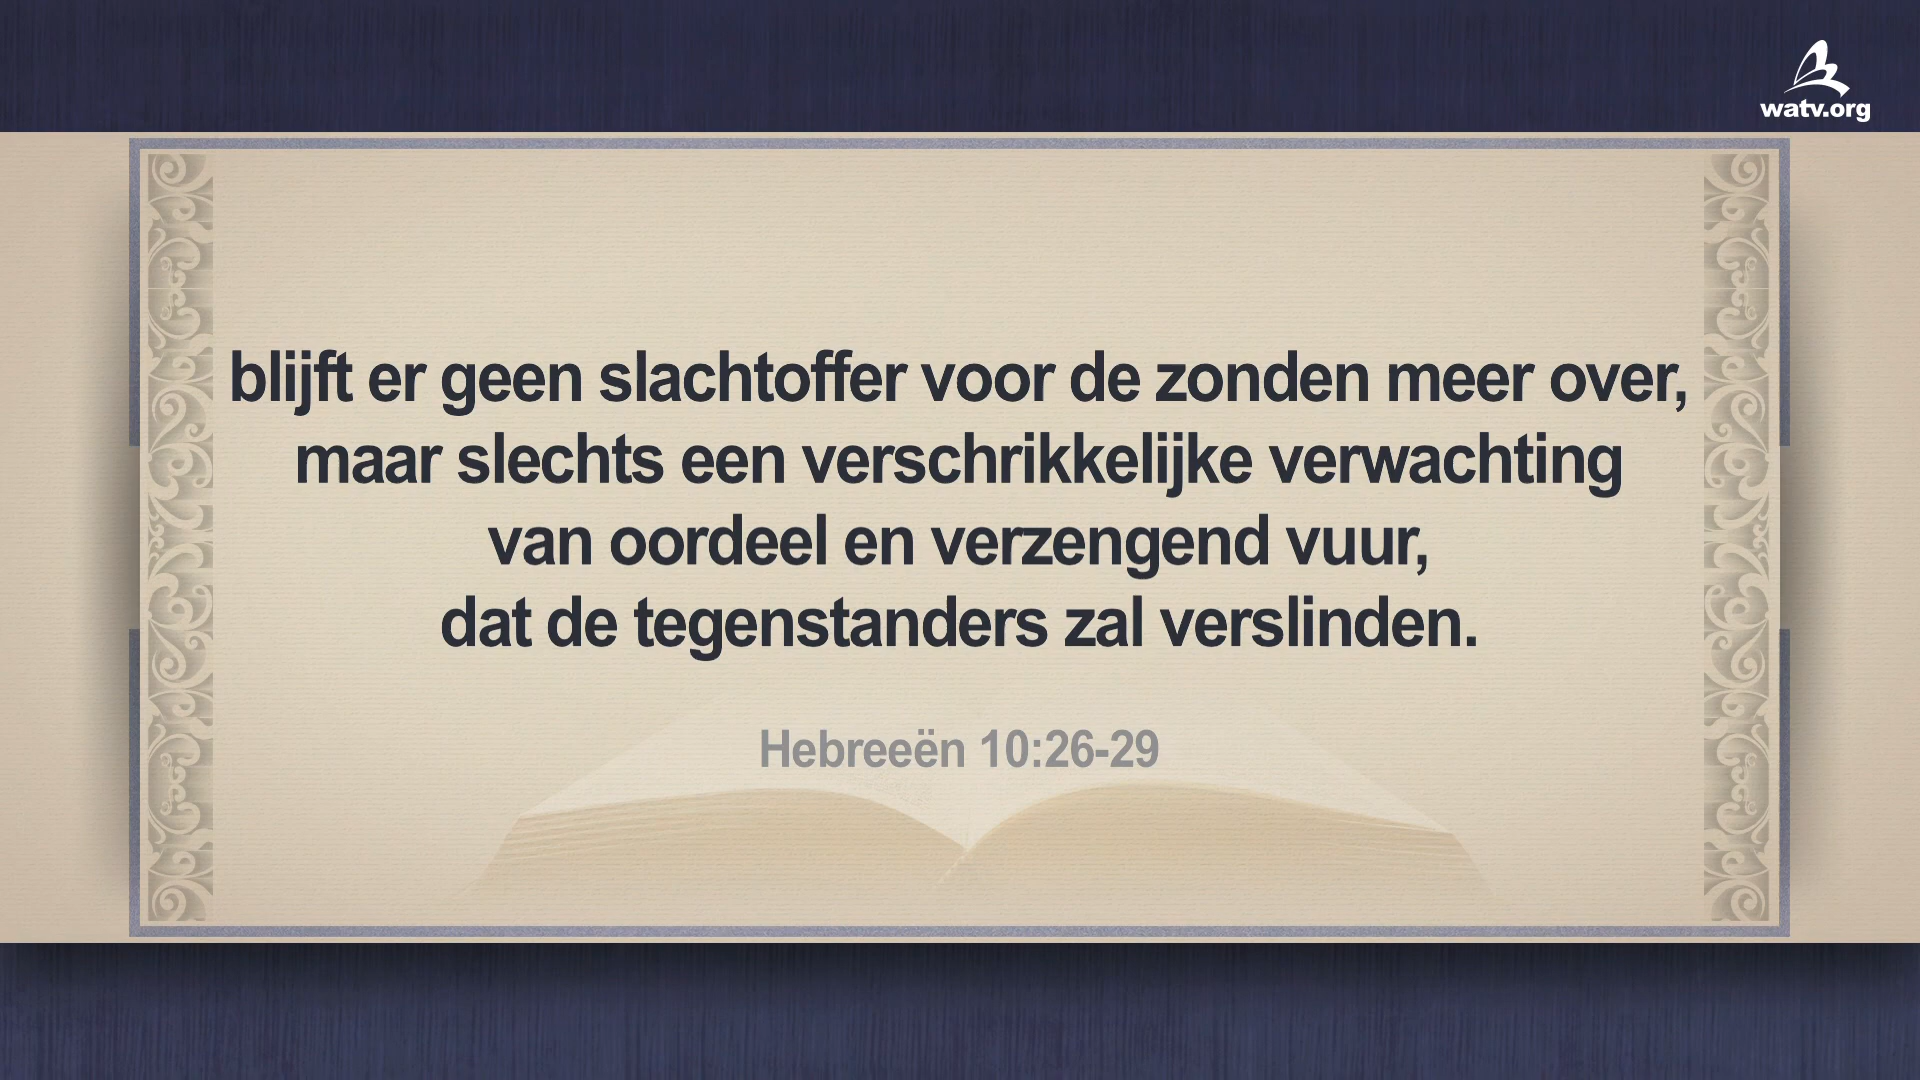 watv.org
blijft er geen slachtoffer voor de zonden meer over,
maar slechts een verschrikkelijke verwachting
van oordeel en verzengend vuur,
dat de tegenstanders zal verslinden.
Hebreeën 10:26-29